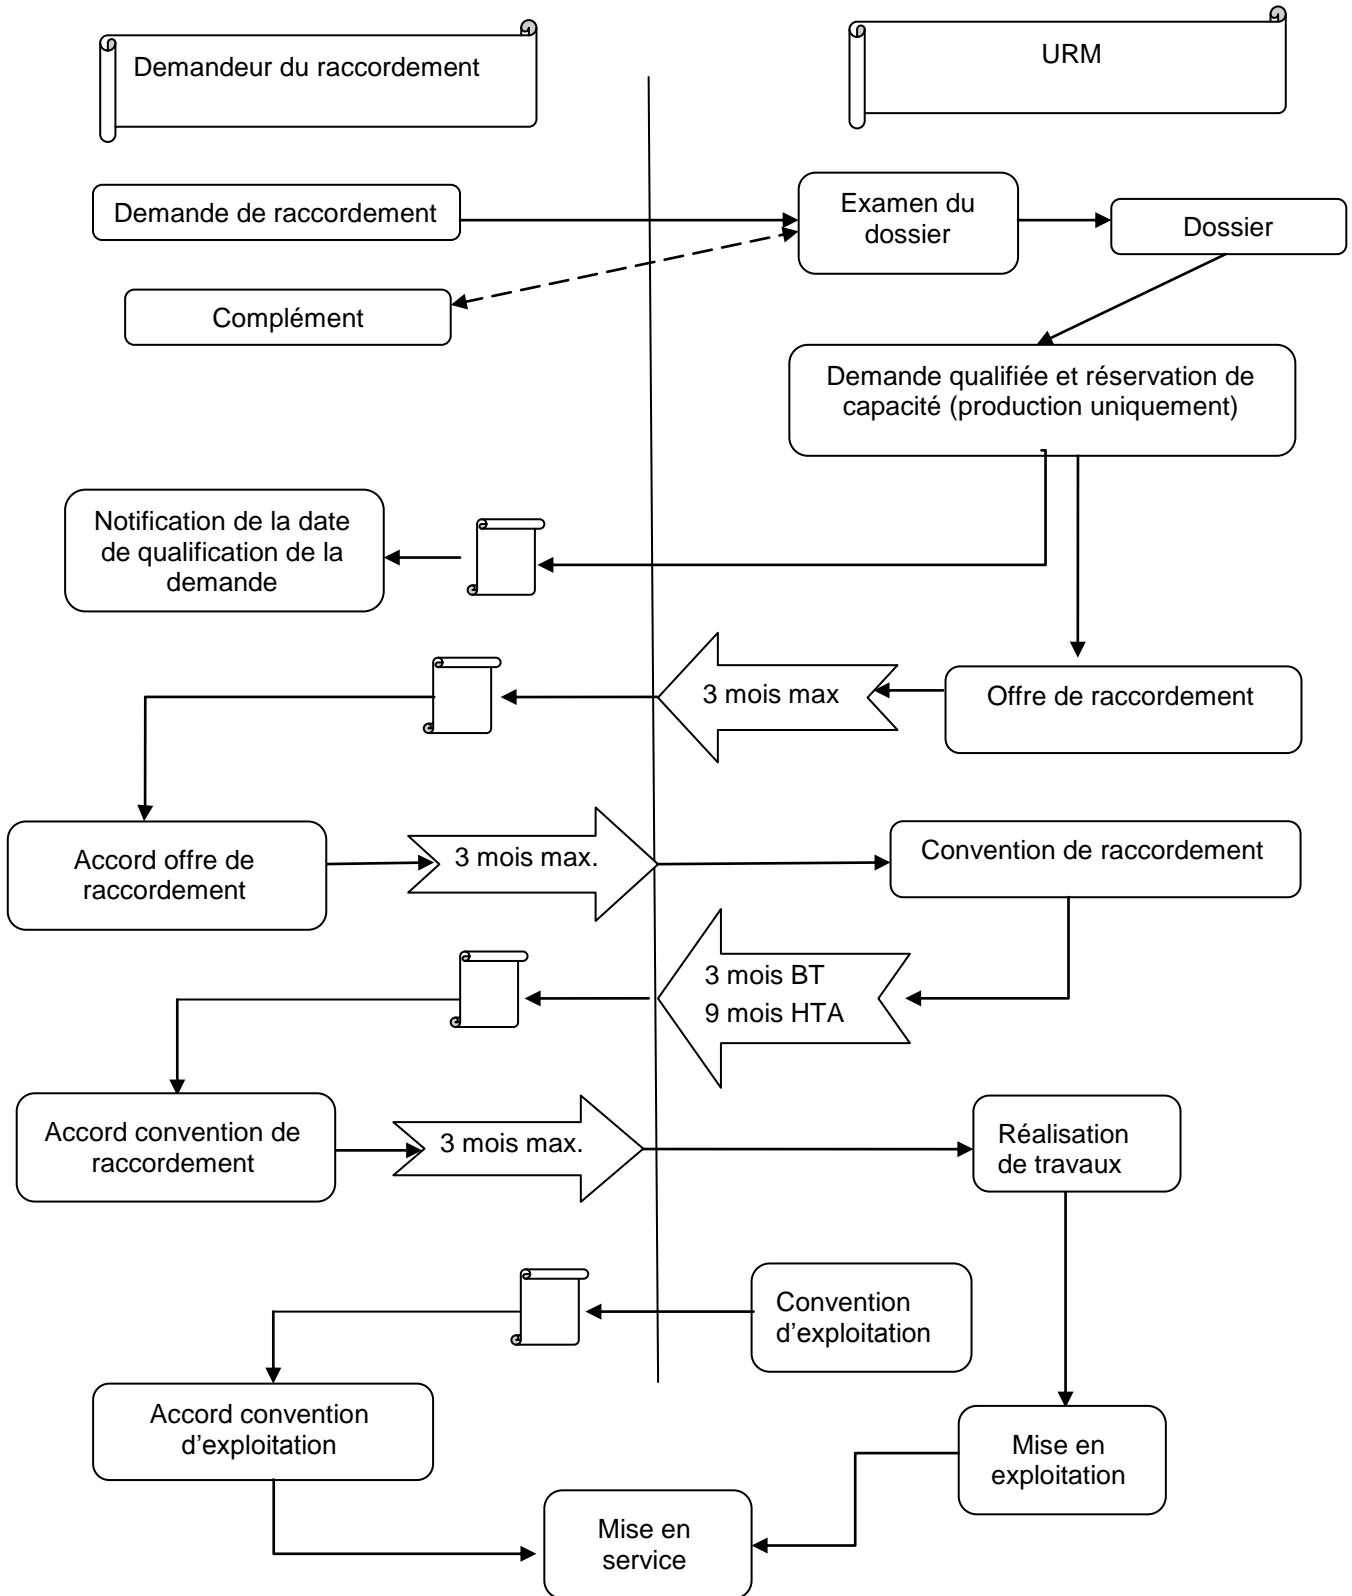 Demandeur du raccordement
URM
Demande de raccordement
Examen du
dossier
Dossier
Complément
Demande qualifiée et réservation de
capacité (production uniquement)
Notification de la date
de qualification de la
demande
3 mois max
Offre de raccordement
Accord offre de
raccordement
3 mois max.
Convention de raccordement
3 mois BT
9 mois HTA
Accord convention de
raccordement
3 mois max.
Réalisation
de travaux
Convention
d’exploitation
Accord convention
d’exploitation
Mise en
exploitation
Mise en
service